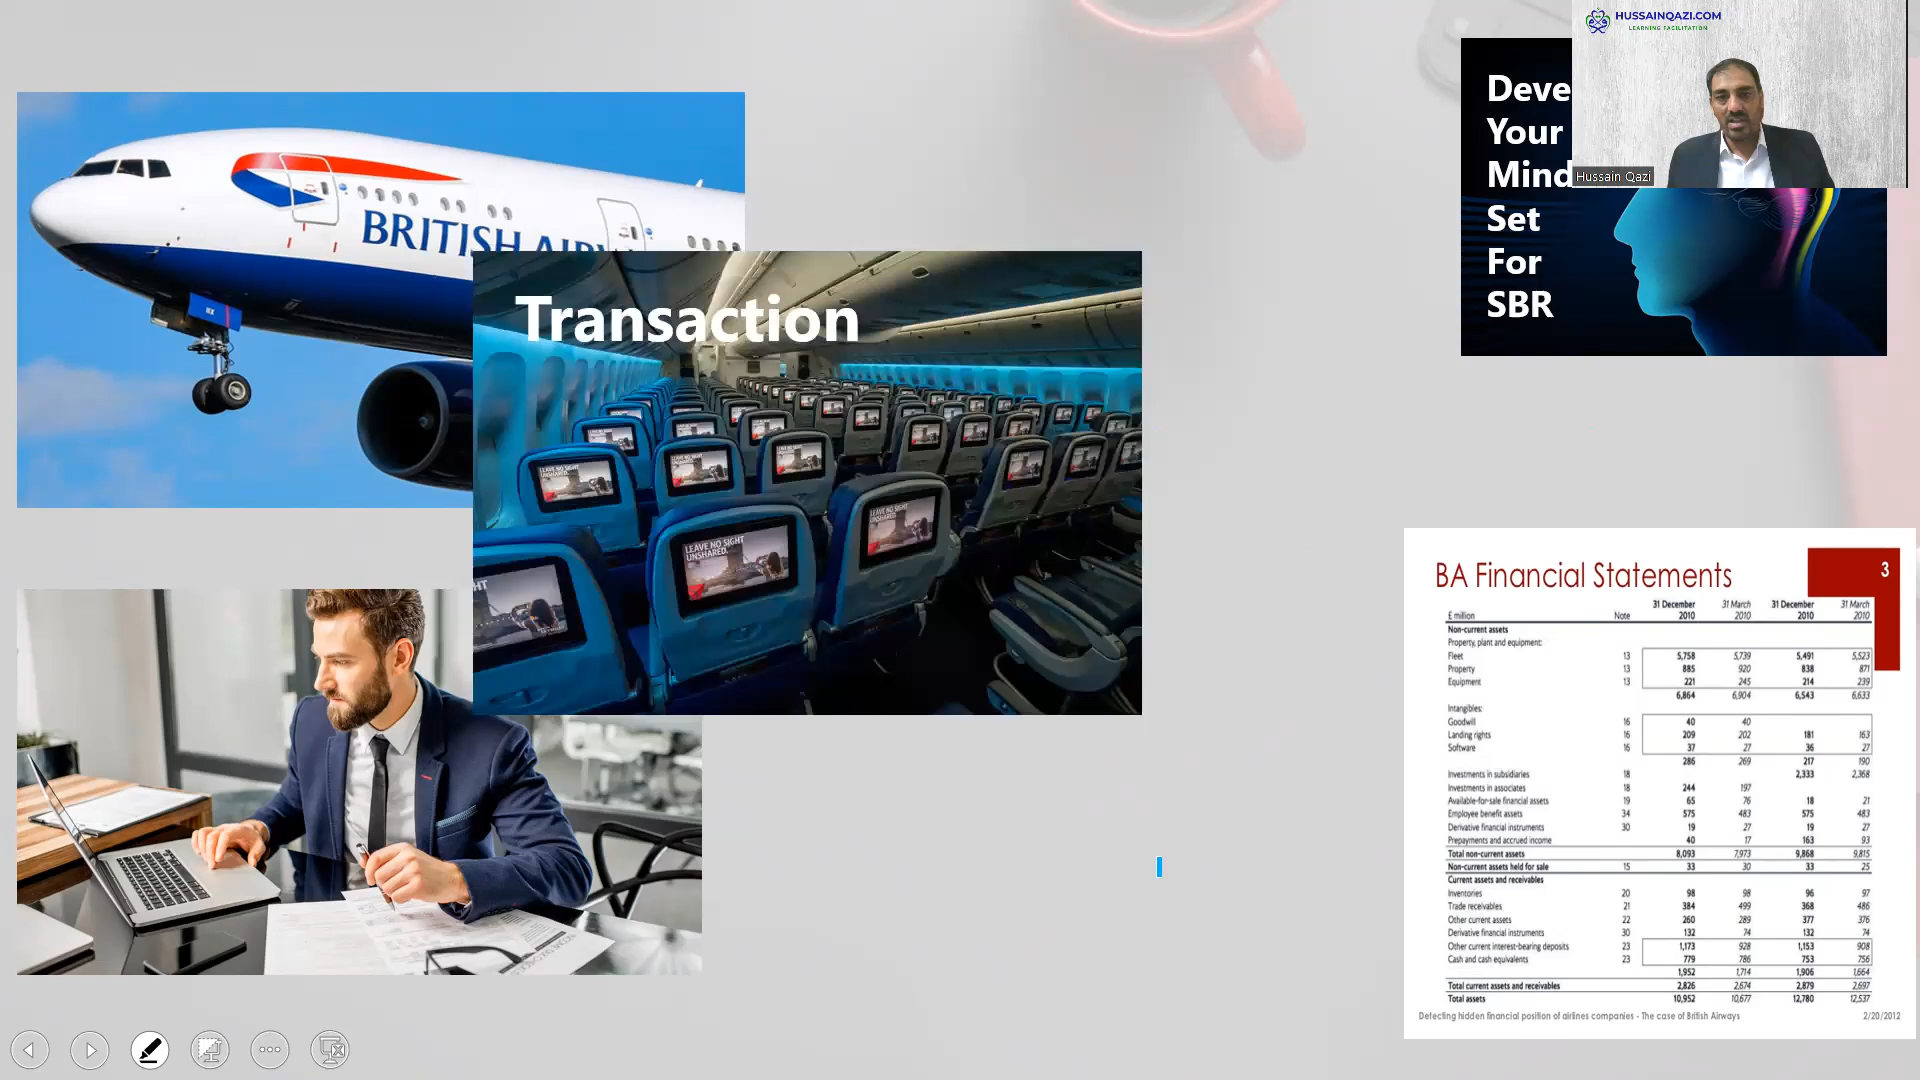 HUSSAINQAZI.COM
LEARNING FACILITATION
Hussain Qazi
Deve
Your
Mind
Set
For
SBR
BRITISH AIRW
Transaction
LEAVE NO SIGHT
UNSHARED.
LEAVE NO SIGHT
UNSHARED.
LEAVE NO SIGHT
UNSHARED.
BA Financial Statements
3
£ million Note 31 December 2010 31 March 2010 31 December 2010 31 March 2010
Non-current assets
Property, plant and equipment:
Fleet 13 5,758 5,739 5,491 5,523
Property 13 885 920 838 871
Equipment 13 221 245 214 239
6,864 6,904 6,543 6,633
Intangibles:
Goodwill 16 40 40
Landing rights 16 209 202 181 163
Software 16 37 27 36 27
286 269 217 190
Investments in subsidiaries 18 2,333 2,368
Investments in associates 18 244 197
Available-for-sale financial assets 19 65 76 18 21
Employee benefit assets 34 575 483 575 483
Derivative financial instruments 30 19 27 19 27
Prepayments and accrued income 40 17 163 93
Total non-current assets 8,093 7,973 9,868 9,815
Non-current assets held for sale 15 33 30 33 25
Current assets and receivables
Inventories 20 98 98 96 97
Trade receivables 21 384 499 368 486
Other current assets 22 260 289 377 376
Derivative financial instruments 30 132 74 132 74
Other current interest-bearing deposits 23 1,173 928 1,153 908
Cash and cash equivalents 23 779 786 753 756
1,952 1,714 1,906 1,664
Total current assets and receivables 2,826 2,674 2,879 2,697
Total assets 10,952 10,677 12,780 12,537
Detecting hidden financial position of airlines companies - The case of British Airways 2/20/2012